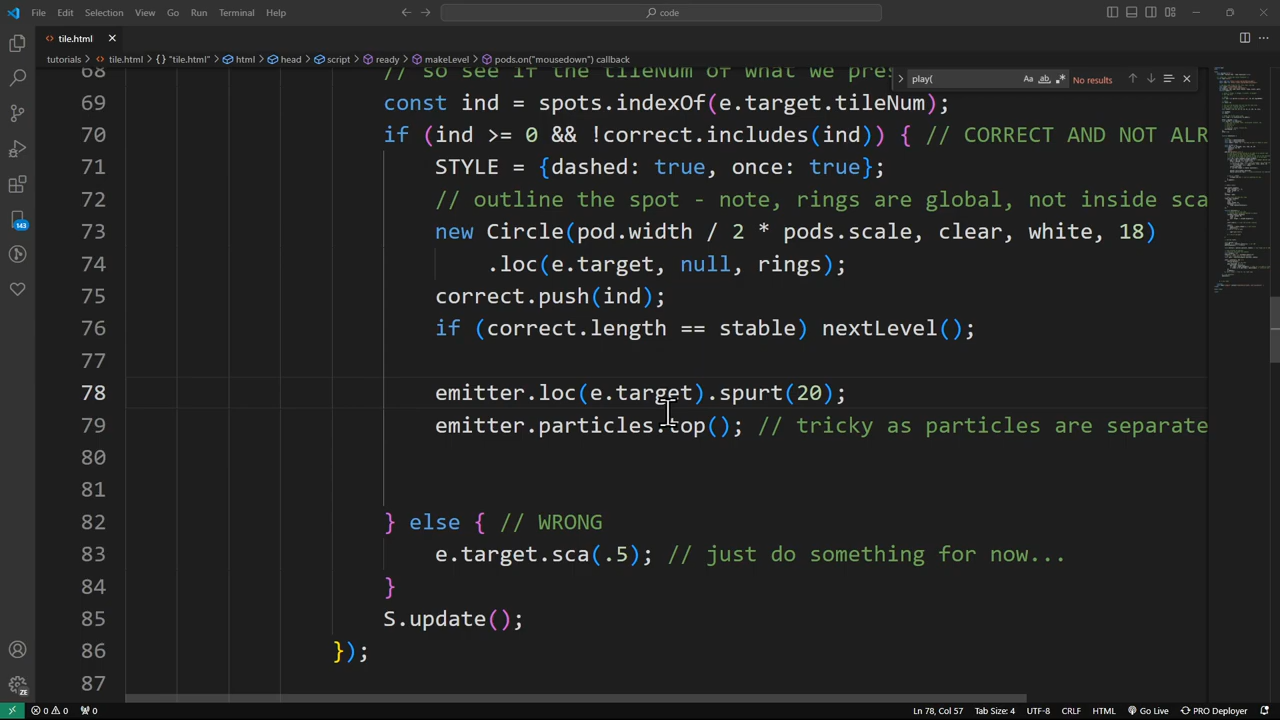 File Edit Selection View Go Run Terminal Help
code
tile.html
tutorials > tile.html > {} "tile.html" > html > head > script > ready > makeLevel > pods.on("mousedown") callback
play(
Aa ab .* No results
68 // so see if the tileNum of what we pres
69 const ind = spots.indexOf(e.target.tileNum);
70 if (ind >= 0 && !correct.includes(ind)) { // CORRECT AND NOT ALR
71 STYLE = {dashed: true, once: true};
72 // outline the spot - note, rings are global, not inside sca
73 new Circle(pod.width / 2 * pods.scale, clear, white, 18)
74 .loc(e.target, null, rings);
75 correct.push(ind);
76 if (correct.length == stable) nextLevel();
77
78 emitter.loc(e.target).spurt(20);
79 emitter.particles.top(); // tricky as particles are separate
80
81
82 } else { // WRONG
83 e.target.sca(.5); // just do something for now...
84 }
85 S.update();
86 });
87
143
ZE
0 0 0 Ln 78, Col 57 Tab Size: 4 UTF-8 CRLF HTML Go Live PRO Deployer